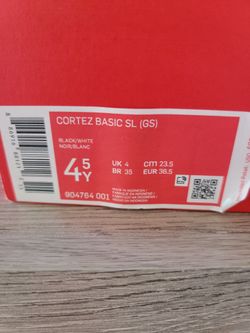 CORTEZ BASIC SL (GS)
BLACK/WHITE
NOIR/BLANC
4.5Y
UK 4
CM 23.5
BR 35
EUR 36.5
MADE IN INDONESIA
904764 001